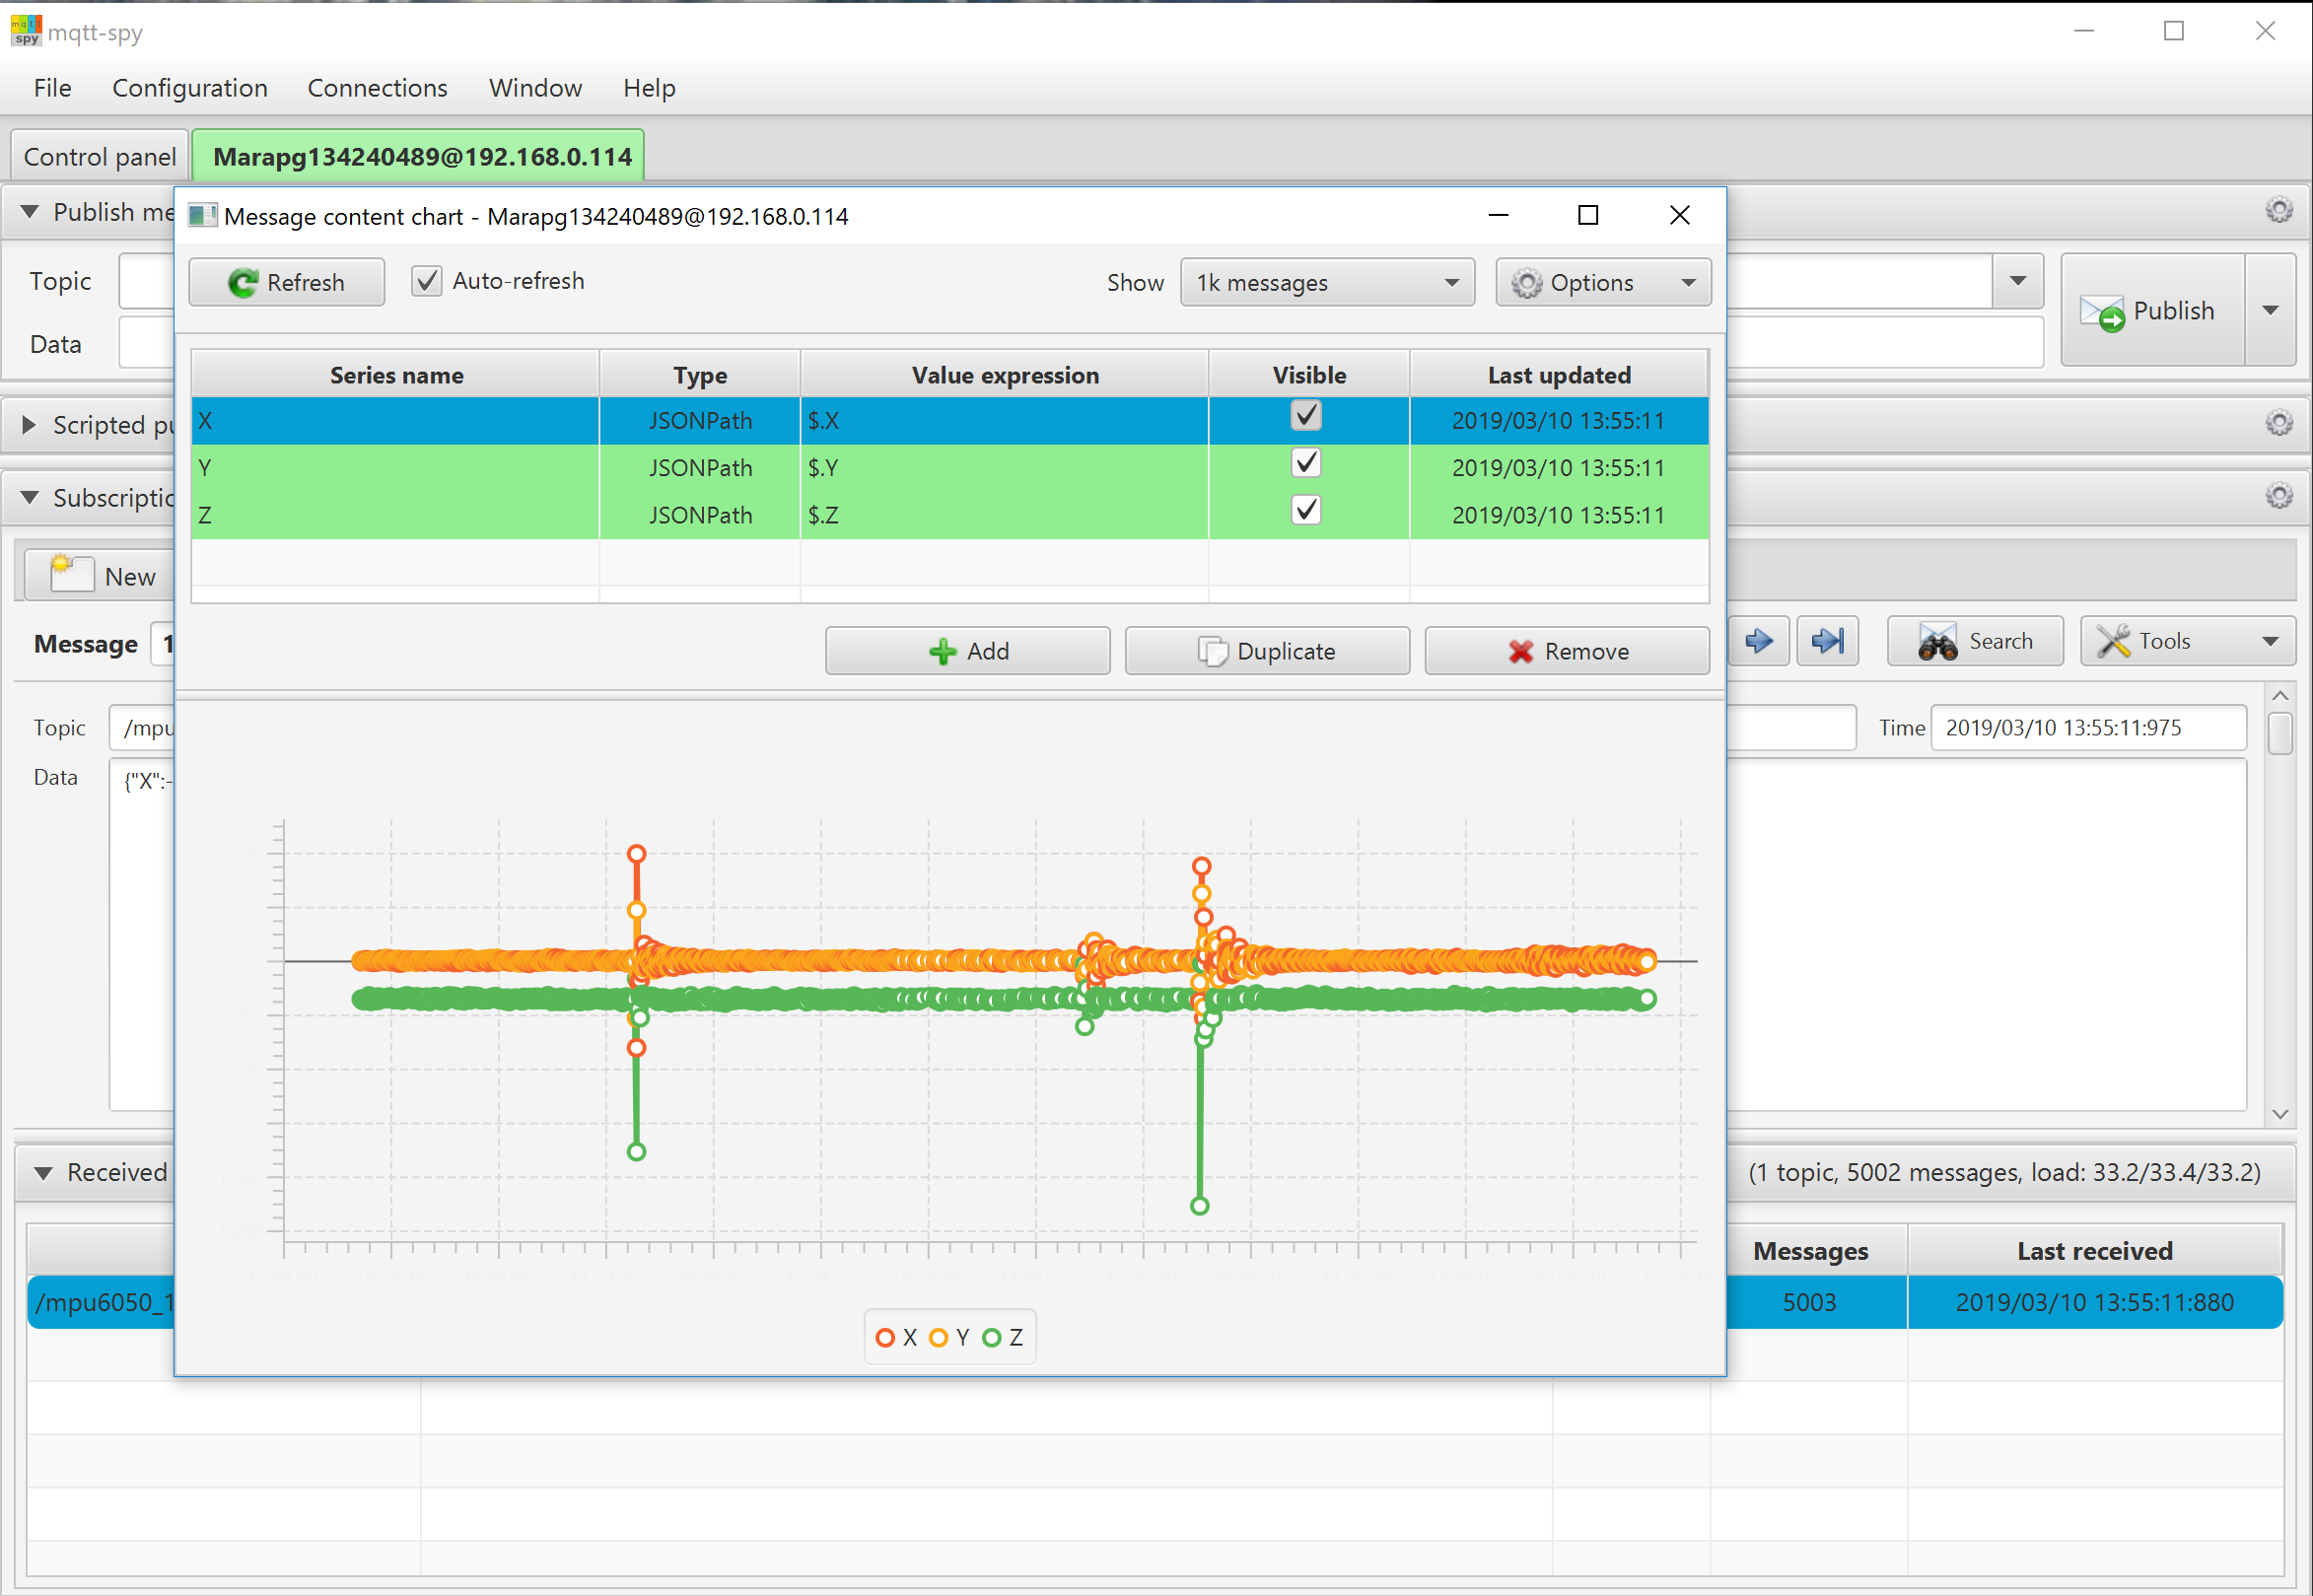 mqtt
spy
mqtt-spy
File Configuration Connections Window Help
Control panel Marapg134240489@192.168.0.114
Publish me
Message content chart - Marapg134240489@192.168.0.114
Topic
Refresh Auto-refresh Show 1k messages Options
Publish
Data
Series name Type Value expression Visible Last updated
X JSONPath $.X 2019/03/10 13:55:11
Scripted pu
Y JSONPath $.Y 2019/03/10 13:55:11
Subscriptio
Z JSONPath $.Z 2019/03/10 13:55:11
New
Message 1
Add Duplicate Remove
Search Tools
Topic /mpu Time 2019/03/10 13:55:11:975
Data {"X":-
Received (1 topic, 5002 messages, load: 33.2/33.4/33.2)
Messages Last received
/mpu6050_1 5003 2019/03/10 13:55:11:880
X Y Z